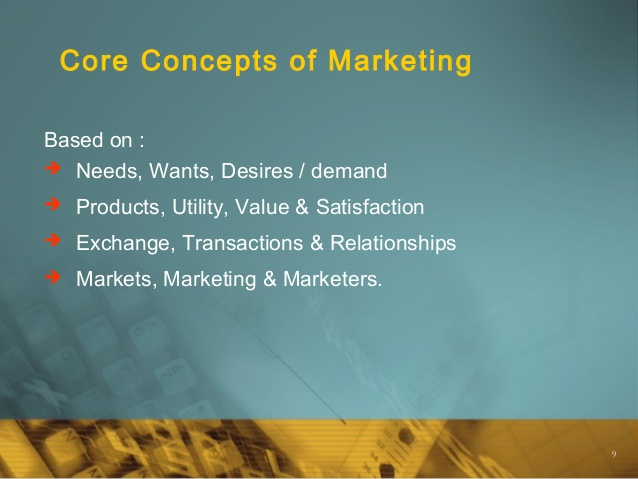 Core Concepts of Marketing
Based on :
➔ Needs, Wants, Desires / demand
➔ Products, Utility, Value & Satisfaction
➔ Exchange, Transactions & Relationships
➔ Markets, Marketing & Marketers.
9